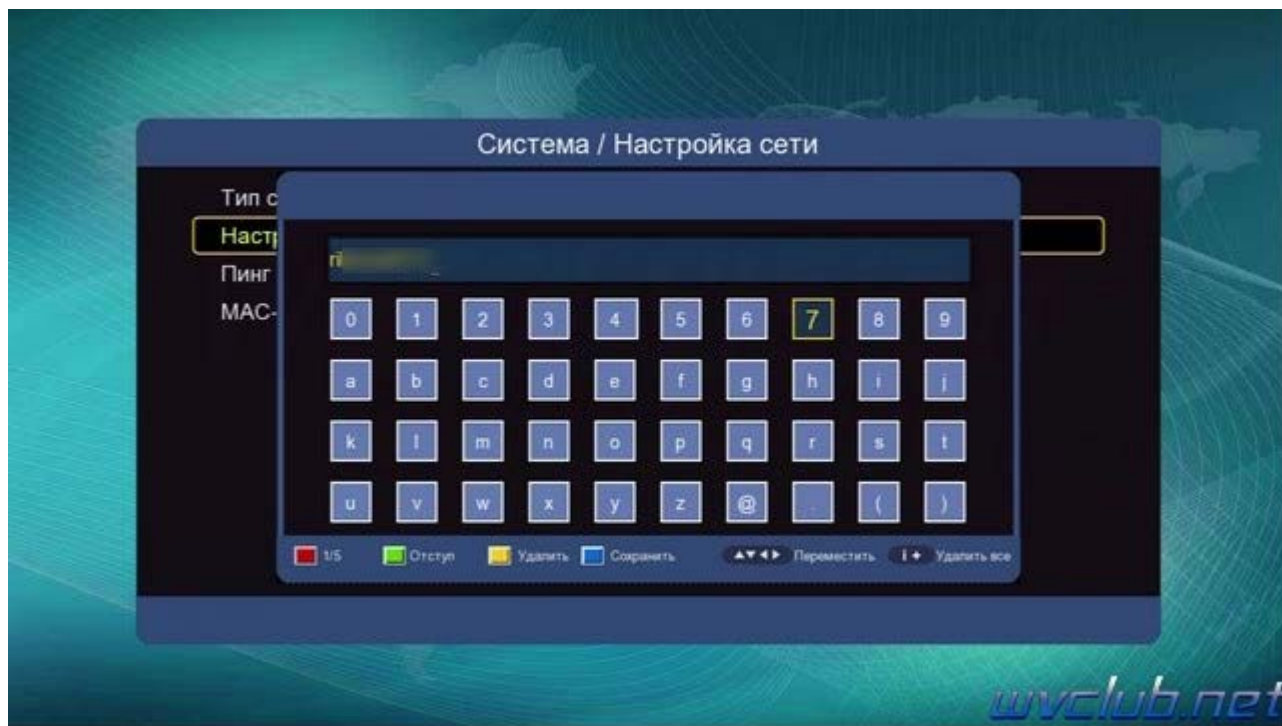 Система / Настройка сети
Тип с
Настр
Пинг
MAC-
0 1 2 3 4 5 6 7 8 9
a b c d e f g h i j
k l m n o p q r s t
u v w x y z @ . ( )
1/5 Отступ Удалить Сохранить Переместить i + Удалить все
wvclub.net